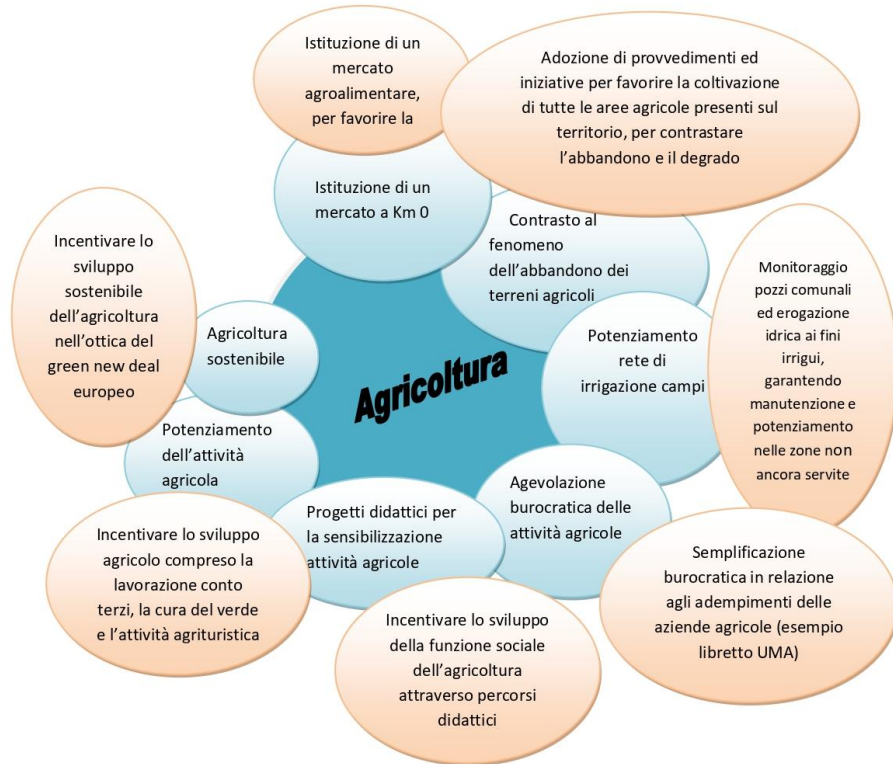 Istituzione di un
mercato
agroalimentare,
per favorire la
Adozione di provvedimenti ed
iniziative per favorire la coltivazione
di tutte le aree agricole presenti sul
territorio, per contrastare
l’abbandono e il degrado
Istituzione di un
mercato a Km 0
Contrasto al
fenomeno
dell’abbandono dei
terreni agricoli
Incentivare lo
sviluppo
sostenibile
dell’agricoltura
nell’ottica del
green new deal
europeo
Agricoltura
sostenibile
Agricoltura
Potenziamento
rete di
irrigazione campi
Monitoraggio
pozzi comunali
ed erogazione
idrica ai fini
irrigui,
garantendo
manutenzione e
potenziamento
nelle zone non
ancora servite
Potenziamento
dell’attività
agricola
Progetti didattici per
la sensibilizzazione
attività agricole
Agevolazione
burocratica delle
attività agricole
Incentivare lo sviluppo
agricolo compreso la
lavorazione conto
terzi, la cura del verde
e l’attività agrituristica
Incentivare lo sviluppo
della funzione sociale
dell’agricoltura
attraverso percorsi
didattici
Semplificazione
burocratica in relazione
agli adempimenti delle
aziende agricole (esempio
libretto UMA)